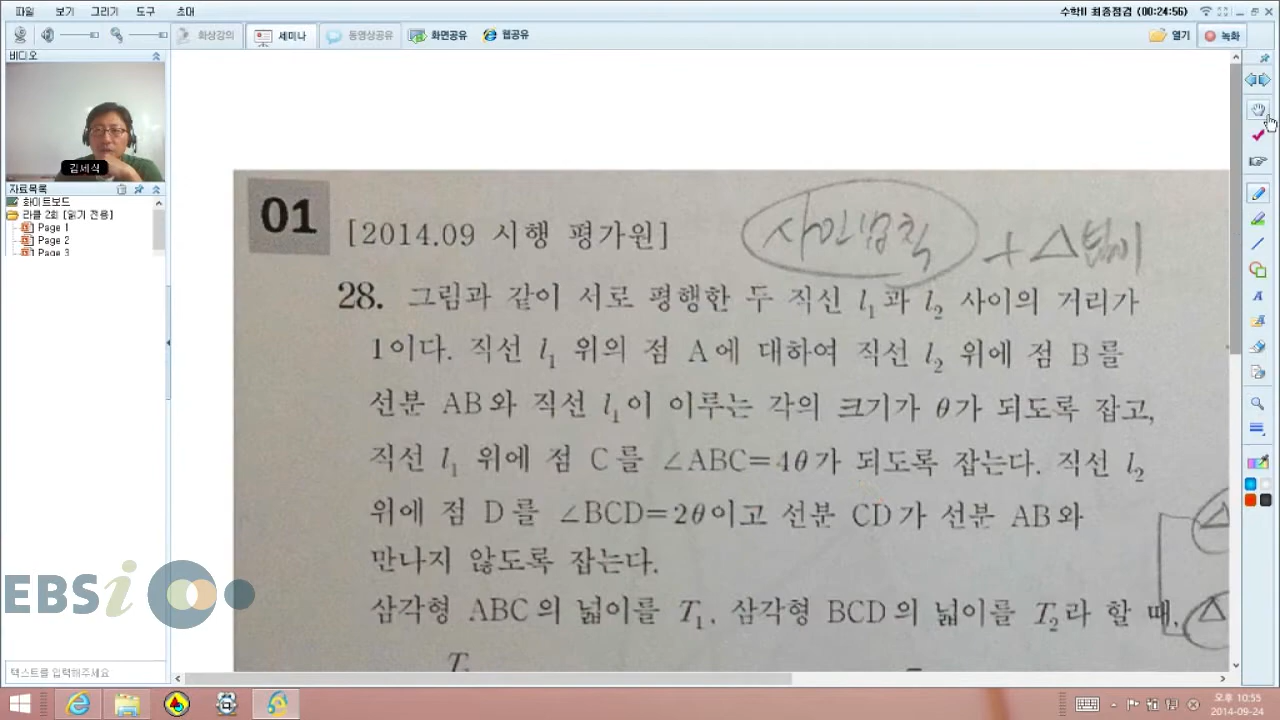 파일 보기 그리기 도구 초대
수학II 최종점검 (00:24:56)
화상강의 세미나 동영상공유 화면공유 웹공유 열기 녹화
비디오
김세식
자료목록
화이트보드
라클 2회 [읽기 전용]
Page 1
Page 2
Page 3
01 [2014.09 시행 평가원]
사인법칙 + △넓이
28. 그림과 같이 서로 평행한 두 직선 l₁과 l₂ 사이의 거리가
1이다. 직선 l₁ 위의 점 A에 대하여 직선 l₂ 위에 점 B를
선분 AB와 직선 l₁이 이루는 각의 크기가 θ가 되도록 잡고,
직선 l₁ 위에 점 C를 ∠ABC=4θ가 되도록 잡는다. 직선 l₂
위에 점 D를 ∠BCD=2θ이고 선분 CD가 선분 AB와
만나지 않도록 잡는다.
삼각형 ABC의 넓이를 T₁, 삼각형 BCD의 넓이를 T₂라 할 때,
EBSi
텍스트를 입력해주세요
오후 10:55
2014-09-24